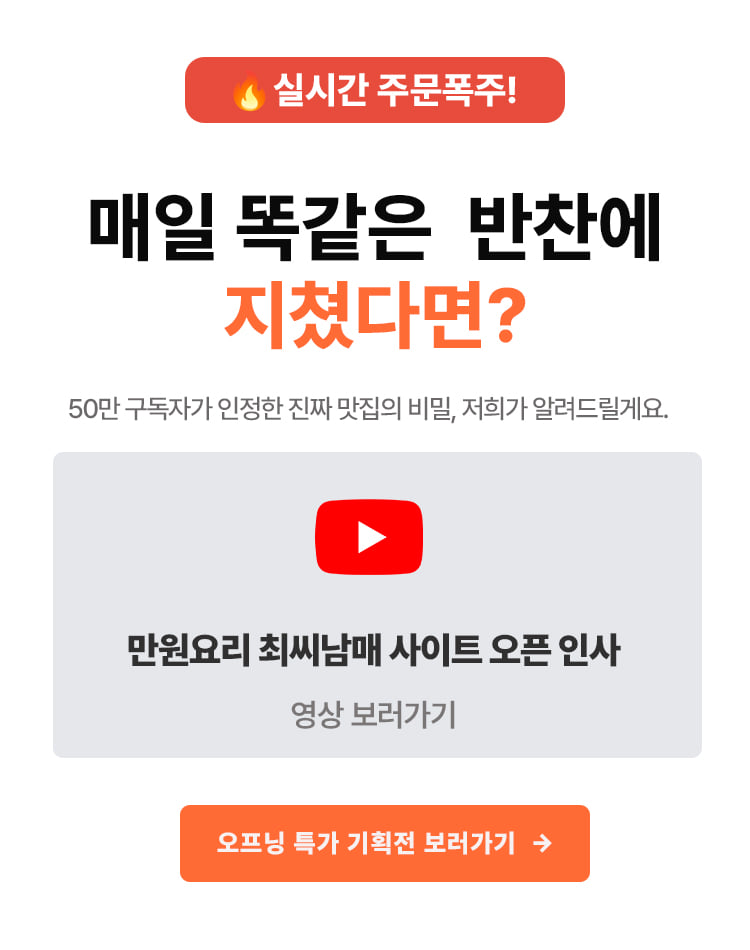 🔥실시간 주문폭주!
매일 똑같은 반찬에
지쳤다면?
50만 구독자가 인정한 진짜 맛집의 비밀, 저희가 알려드릴게요.
만원요리 최씨남매 사이트 오픈 인사
영상 보러가기
오프닝 특가 기획전 보러가기 →